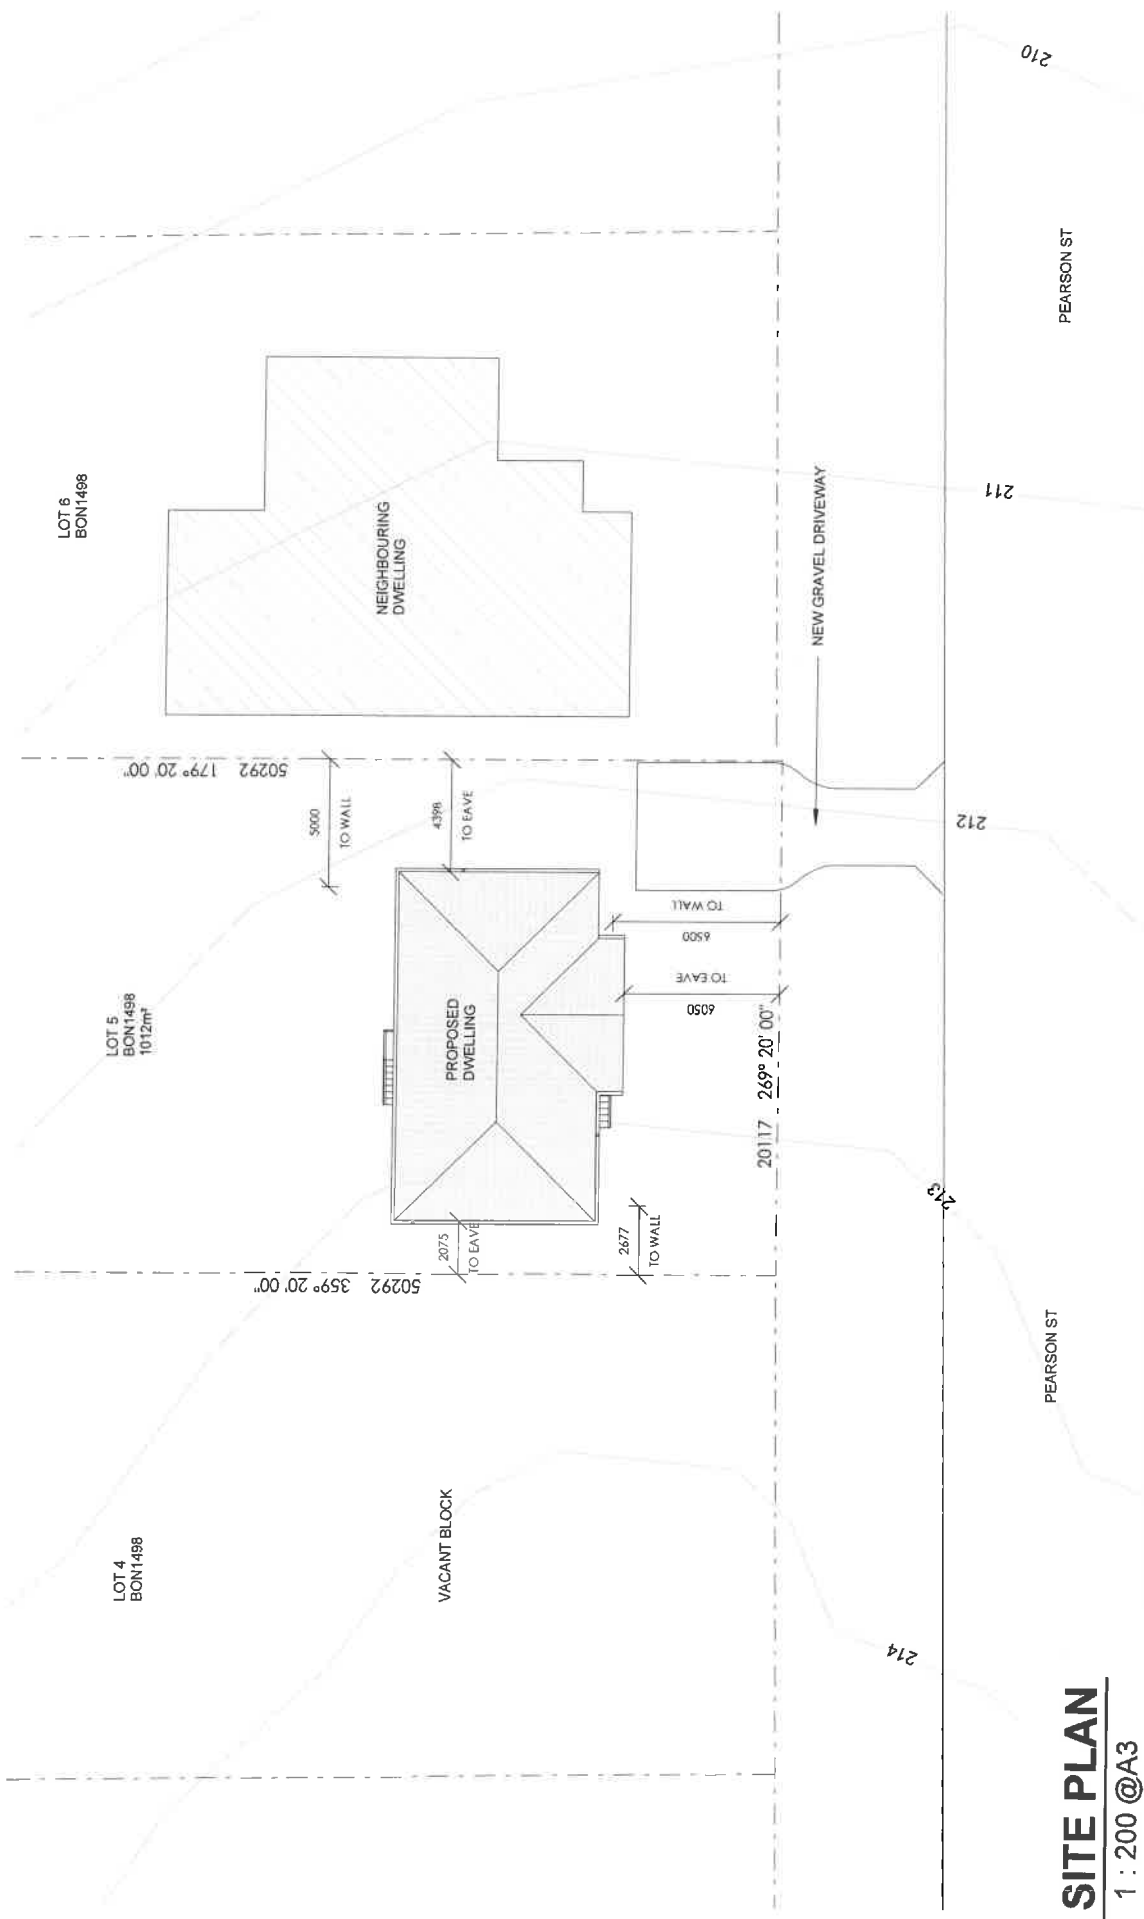 LOT 4
BON1498
LOT 5
BON1498
1012m²
LOT 6
BON1498
50292 359° 20' 00"
50292 179° 20' 00"
5000
TO WALL
4398
TO EAVE
2075
TO EAVE
2677
TO WALL
VACANT BLOCK
PROPOSED
DWELLING
NEIGHBOURING
DWELLING
6050
TO EAVE
6500
TO WALL
20117 269° 20' 00"
NEW GRAVEL DRIVEWAY
214
213
212
211
210
PEARSON ST
PEARSON ST
SITE PLAN
1 : 200 @A3